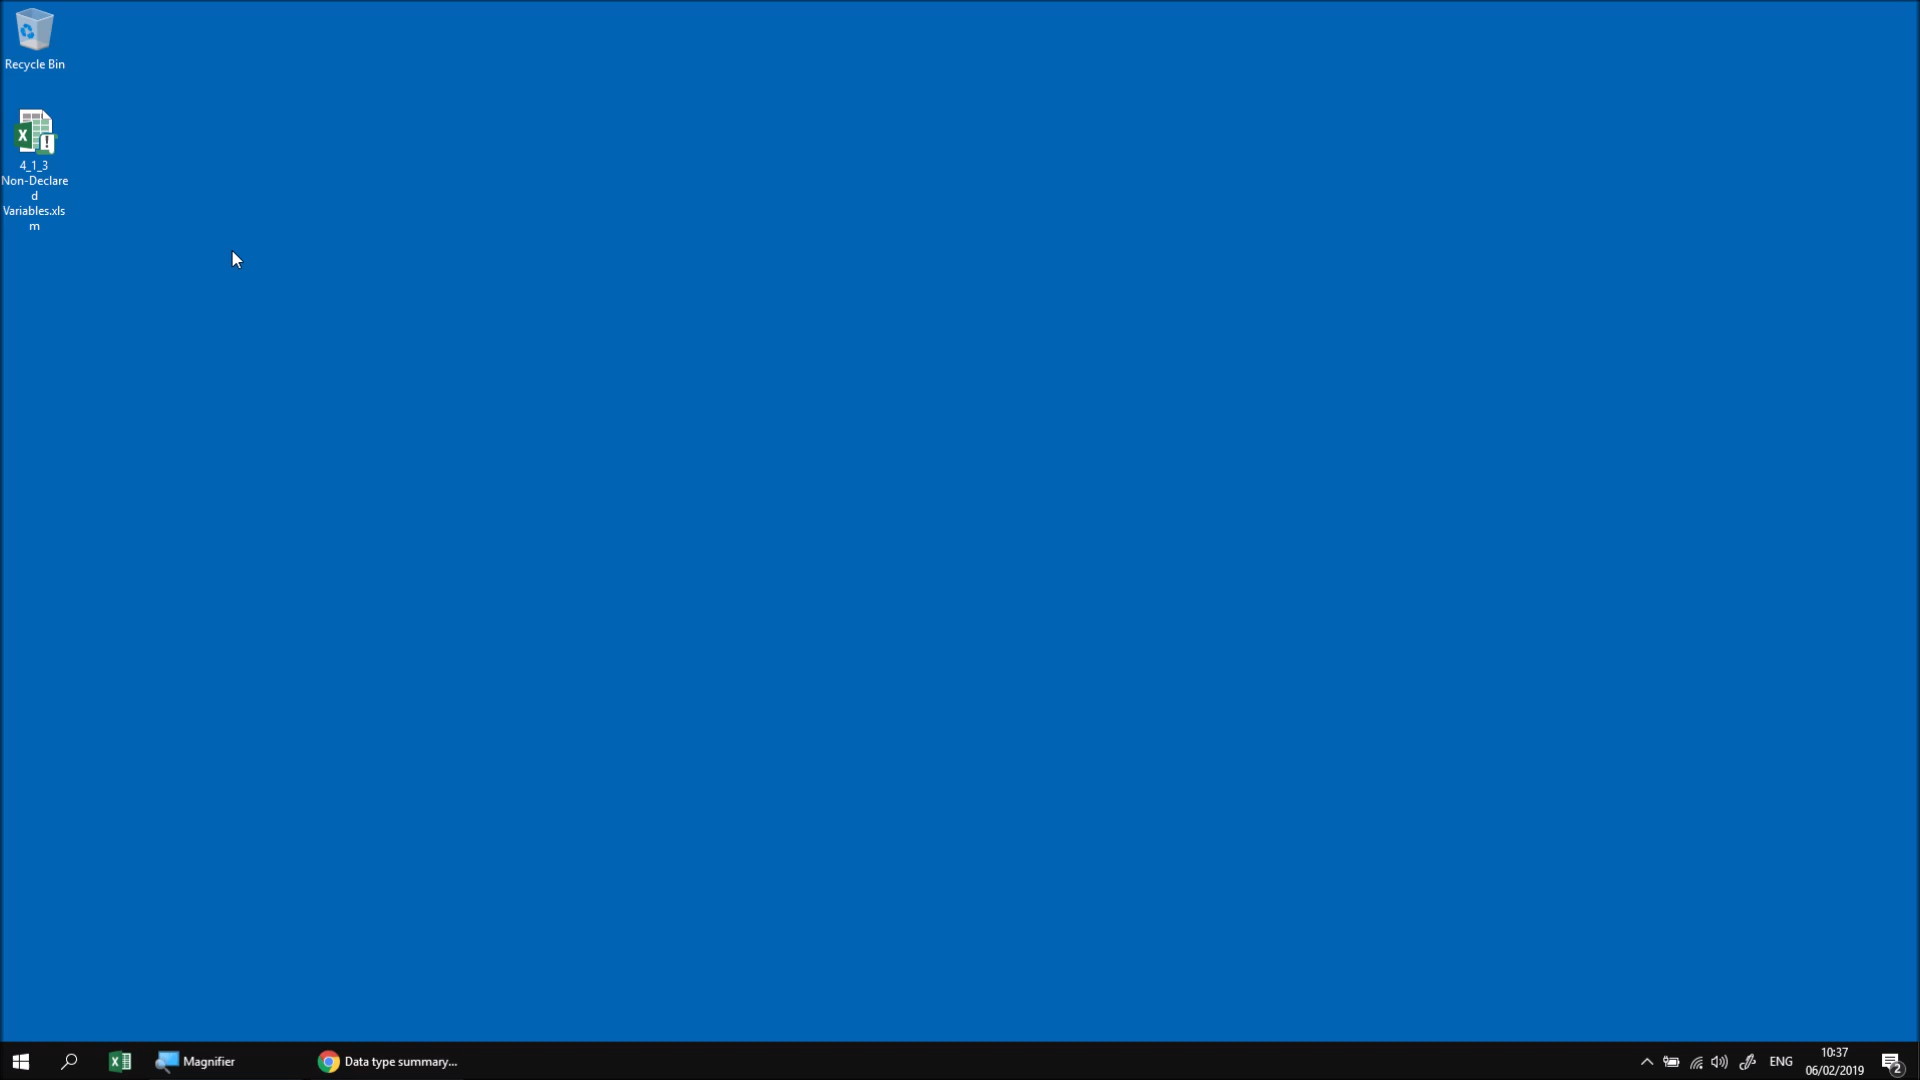 Recycle Bin
4_1_3
Non-Declare
d
Variables.xls
m
Magnifier
Data type summary...
ENG
10:37
06/02/2019
2